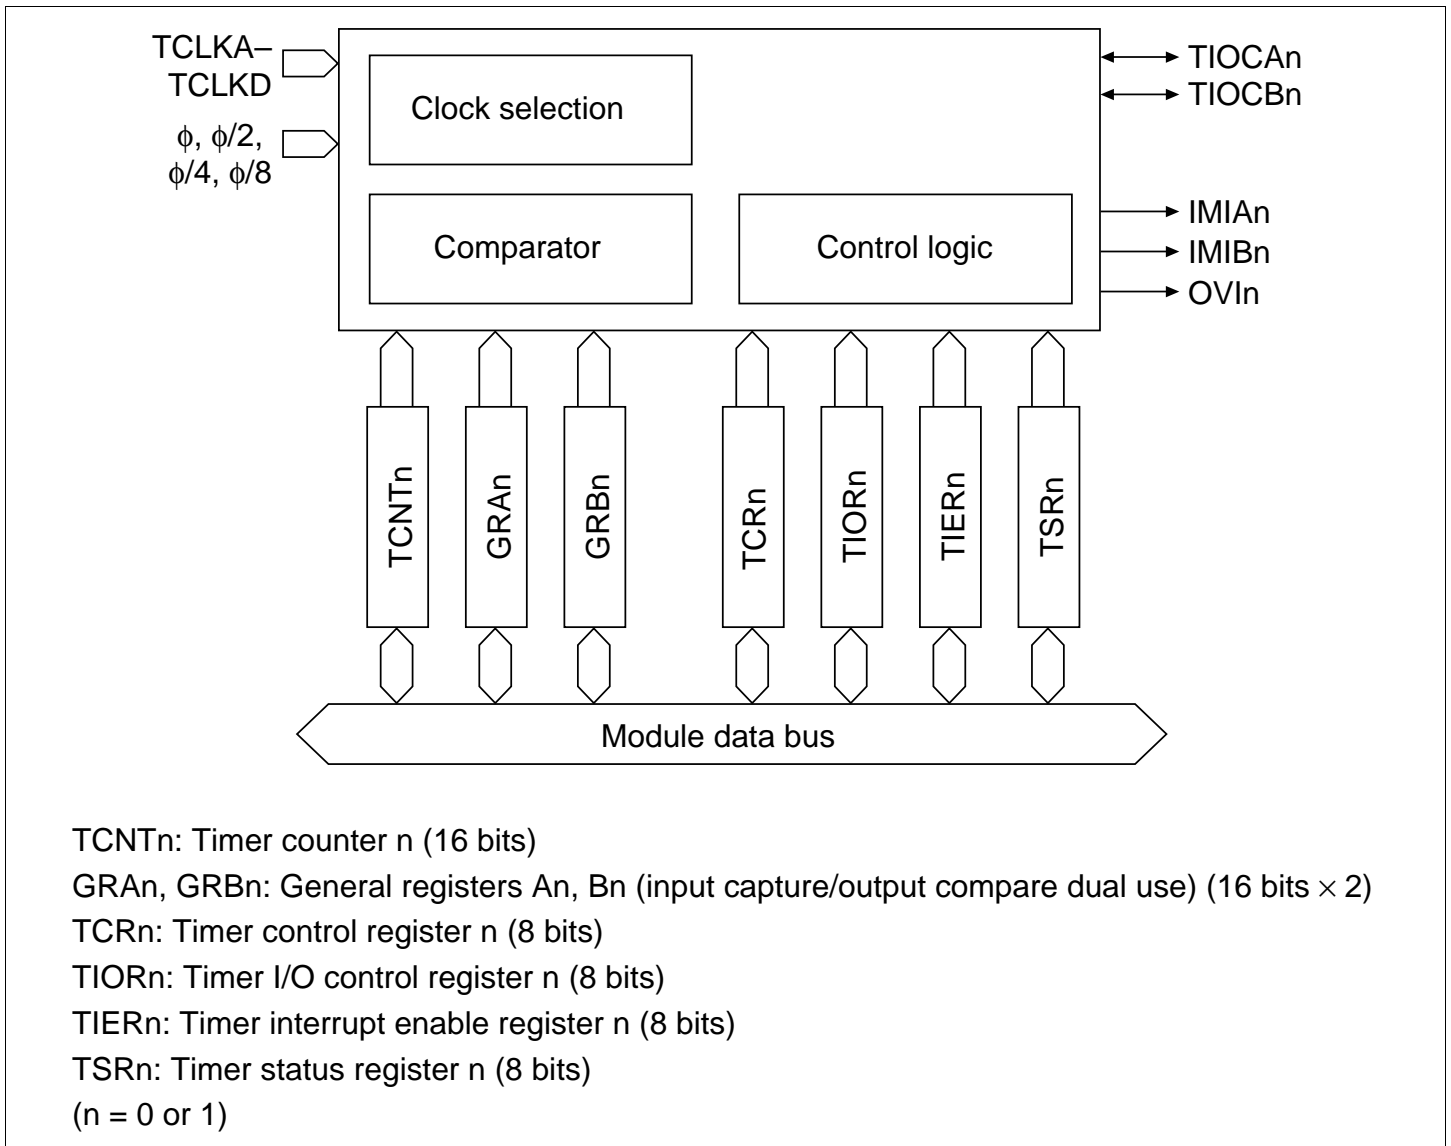 TCLKA–
TCLKD
ϕ, ϕ/2,
ϕ/4, ϕ/8
Clock selection
Comparator
Control logic
TIOCAn
TIOCBn
IMIAn
IMIBn
OVIn
TCNTn
GRAn
GRBn
TCRn
TIORn
TIERn
TSRn
Module data bus
TCNTn: Timer counter n (16 bits)
GRAn, GRBn: General registers An, Bn (input capture/output compare dual use) (16 bits × 2)
TCRn: Timer control register n (8 bits)
TIORn: Timer I/O control register n (8 bits)
TIERn: Timer interrupt enable register n (8 bits)
TSRn: Timer status register n (8 bits)
(n = 0 or 1)